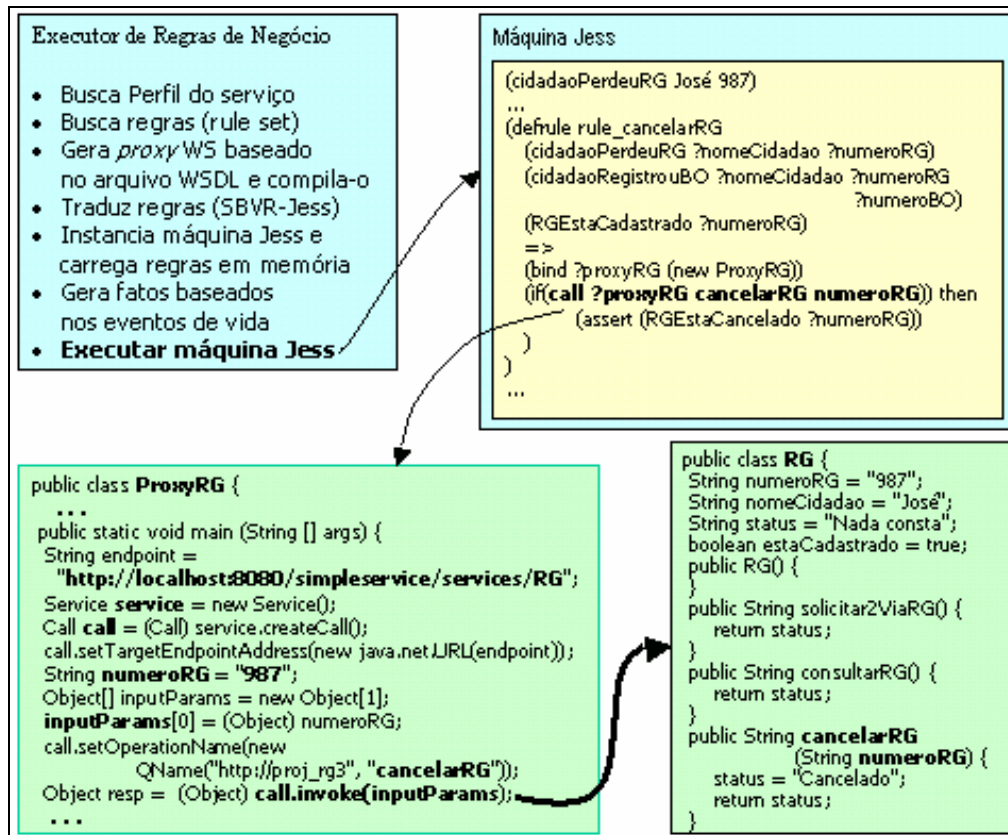 Executor de Regras de Negócio
• Busca Perfil do serviço
• Busca regras (rule set)
• Gera proxy WS baseado
no arquivo WSDL e compila-o
• Traduz regras (SBVR-Jess)
• Instancia máquina Jess e
carrega regras em memória
• Gera fatos baseados
nos eventos de vida
• Executar máquina Jess
Máquina Jess
(cidadaoPerdeuRG José 987)
...
(defrule rule_cancelarRG
(cidadaoPerdeuRG ?nomeCidadao ?numeroRG)
(cidadaoRegistrouBO ?nomeCidadao ?numeroRG
?numeroBO)
(RGEstaCadastrado ?numeroRG)
=>
(bind ?proxyRG (new ProxyRG))
(if(call ?proxyRG cancelarRG numeroRG)) then
(assert (RGEstaCancelado ?numeroRG))
)
)
...
public class ProxyRG {
...
public static void main (String [] args) {
String endpoint =
"http://localhost:8080/simpleservice/services/RG";
Service service = new Service();
Call call = (Call) service.createCall();
call.setTargetEndpointAddress(new java.net.URL(endpoint));
String numeroRG = "987";
Object[] inputParams = new Object[1];
inputParams[0] = (Object) numeroRG;
call.setOperationName(new
QName("http://proj_rg3", "cancelarRG"));
Object resp = (Object) call.invoke(inputParams);
...
public class RG {
String numeroRG = "987";
String nomeCidadao = "José";
String status = "Nada consta";
boolean estaCadastrado = true;
public RG() {
}
public String solicitar2ViaRG() {
return status;
}
public String consultarRG() {
return status;
}
public String cancelarRG
(String numeroRG) {
status = "Cancelado";
return status;
}